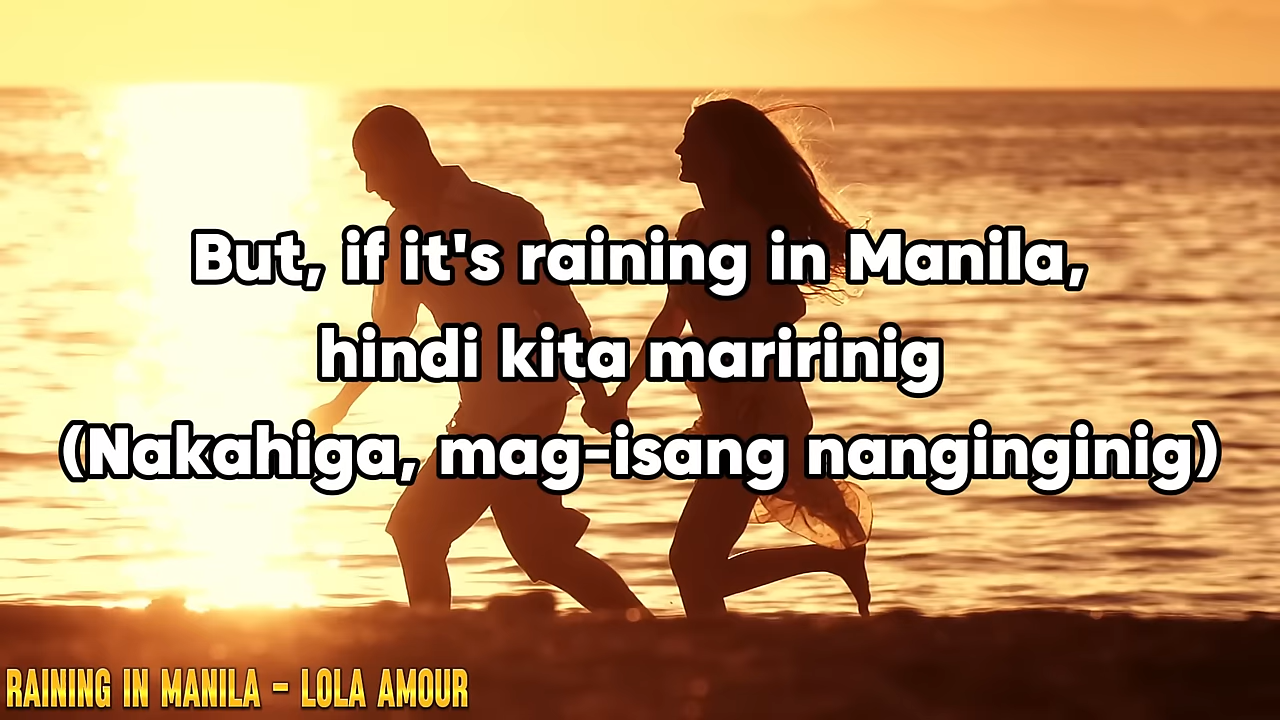 But, if it's raining in Manila,
hindi kita maririnig
(Nakahiga, mag-isang nanginginig)
RAINING IN MANILA - LOLA AMOUR